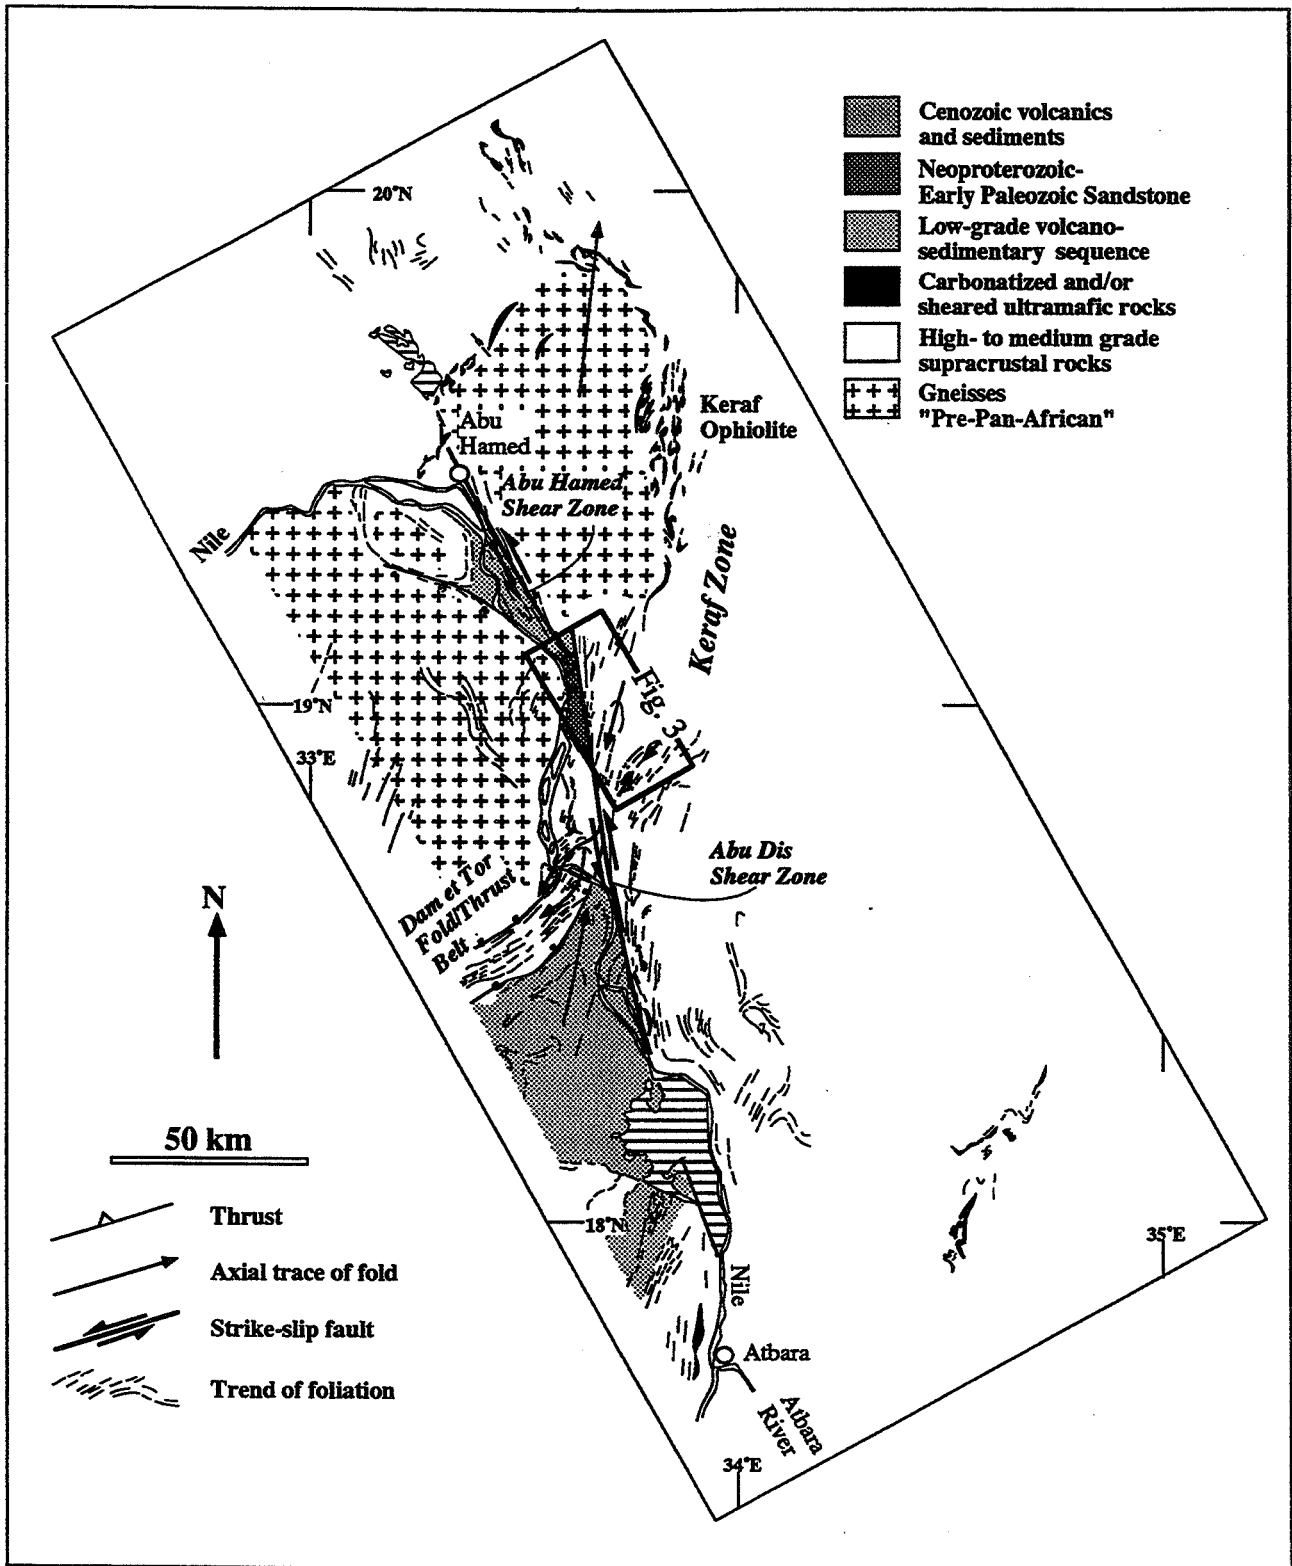 Cenozoic volcanics
and sediments
Neoproterozoic-
Early Paleozoic Sandstone
Low-grade volcano-
sedimentary sequence
Carbonatized and/or
sheared ultramafic rocks
High- to medium grade
supracrustal rocks
Gneisses
"Pre-Pan-African"
20°N
Keraf
Ophiolite
Abu
Hamed
Abu Hamed
Shear Zone
Nile
Keraf Zone
Fig. 3
19°N
33°E
Abu Dis
Shear Zone
Dam et Tor
Fold/Thrust
Belt
N
50 km
18°N
35°E
Thrust
Axial trace of fold
Strike-slip fault
Trend of foliation
Nile
Atbara
Atbara
River
34°E